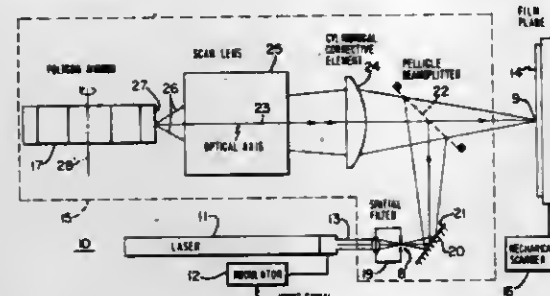 FILM
PLANE
CYLINDRICAL
CORRECTIVE
ELEMENT
SCAN LENS
25
24
PELLICLE
BEAMSPLITTER
POLYGON MIRROR
27
26
23
22
9
14
17
28
OPTICAL AXIS
15
11
13
SPATIAL
FILTER
21
20
10
LASER
19
8
MECHANICAL
SCANNER
12
MODULATOR
16